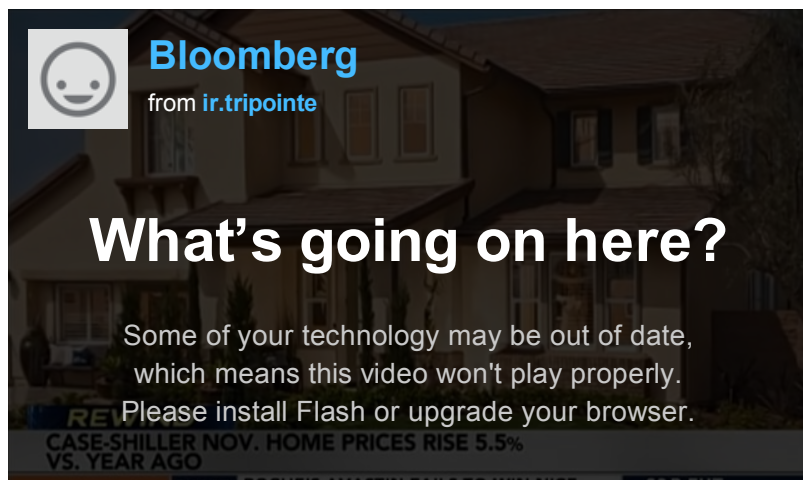 Bloomberg
from ir.tripointe
What's going on here?
Some of your technology may be out of date,
which means this video won't play properly.
Please install Flash or upgrade your browser.
REWIND
CASE-SHILLER NOV. HOME PRICES RISE 5.5%
VS. YEAR AGO